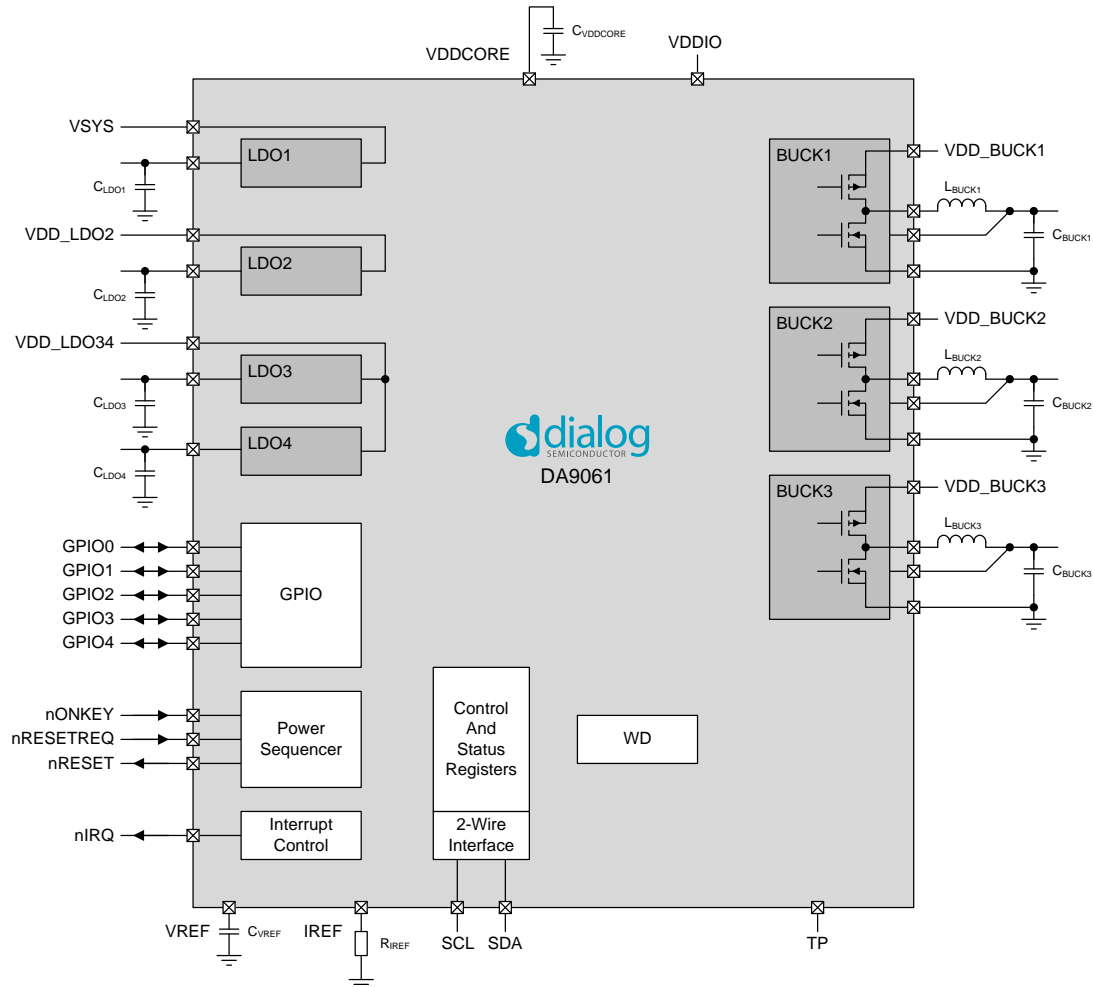 VDDCORE
CVDDCORE
VDDIO
VSYS
LDO1
CLDO1
VDD_LDO2
LDO2
CLDO2
VDD_LDO34
LDO3
CLDO3
LDO4
CLDO4
GPIO0
GPIO1
GPIO2
GPIO3
GPIO4
GPIO
nONKEY
nRESETREQ
nRESET
Power
Sequencer
nIRQ
Interrupt
Control
dialog
SEMICONDUCTOR
DA9061
Control
And
Status
Registers
2-Wire
Interface
WD
BUCK1
VDD_BUCK1
LBUCK1
CBUCK1
BUCK2
VDD_BUCK2
LBUCK2
CBUCK2
BUCK3
VDD_BUCK3
LBUCK3
CBUCK3
VREF
CVREF
IREF
RIREF
SCL
SDA
TP